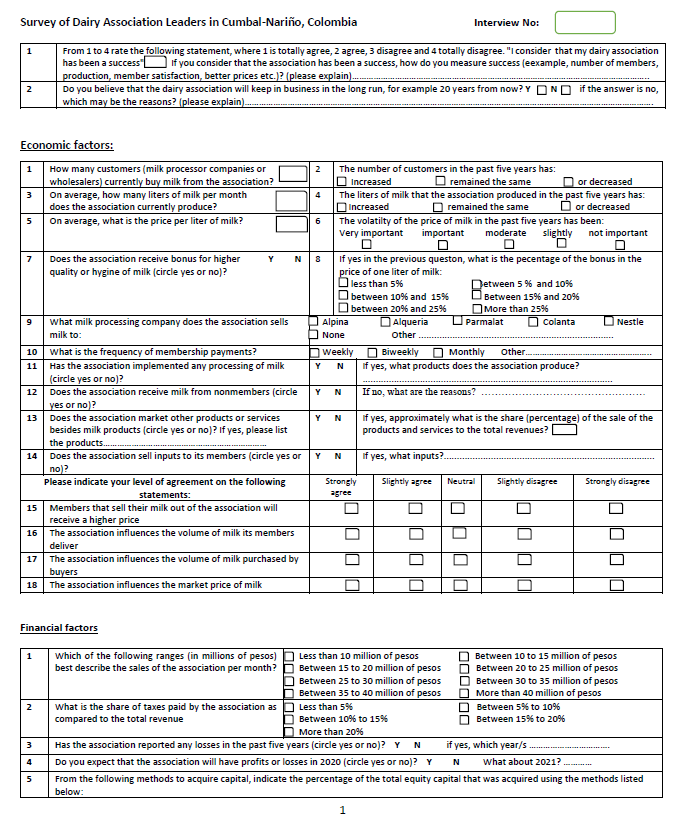 Survey of Dairy Association Leaders in Cumbal-Nariño, Colombia Interview No:
1 From 1 to 4 rate the following statement, where 1 is totally agree, 2 agree, 3 disagree and 4 totally disagree. "I consider that my dairy association
has been a success" If you consider that the association has been a success, how do you measure success (eexample, number of members,
production, member satisfaction, better prices etc.)? (please explain)....................................................................................
2 Do you believe that the dairy association will keep in business in the long run, for example 20 years from now? Y N if the answer is no,
which may be the reasons? (please explain)....................................................................................
Economic factors:
1 How many customers (milk processor companies or
wholesalers) currently buy milk from the association?
2 The number of customers in the past five years has:
Increased remained the same or decreased
3 On average, how many liters of milk per month
does the association currently produce?
4 The liters of milk that the association produced in the past five years has:
Increased remained the same or decreased
5 On average, what is the price per liter of milk?
6 The volatilty of the price of milk in the past five years has been:
Very important important moderate slightly not important
7 Does the association receive bonus for higher Y N
quality or hygine of milk (circle yes or no)?
8 If yes in the previous queston, what is the pecentage of the bonus in the
price of one liter of milk:
less than 5% between 5 % and 10%
between 10% and 15% Between 15% and 20%
between 20% and 25% More than 25%
9 What milk processing company does the association sells Alpina Alqueria Parmalat Colanta Nestle
milk to: None Other ............................................................
10 What is the frequency of membership payments? Weekly Biweekly Monthly Other........................................
11 Has the association implemented any processing of milk Y N If yes, what products does the association produce?
(circle yes or no)? ................................................................................
12 Does the association receive milk from nonmembers (circle Y N If no, what are the reasons? ................................................
yes or no)?
13 Does the association market other products or services Y N If yes, approximately what is the share (percentage) of the sale of the
besides milk products (circle yes or no)? If yes, please list products and services to the total revenues?
the products....................................................
14 Does the association sell inputs to its members (circle yes or Y N If yes, what inputs?................................................................
no)?
Please indicate your level of agreement on the following Strongly Slightly agree Neutral Slightly disagree Strongly disagree
statements: agree
15 Members that sell their milk out of the association will
receive a higher price
16 The association influences the volume of milk its members
deliver
17 The association influences the volume of milk purchased by
buyers
18 The association influences the market price of milk
Financial factors
1 Which of the following ranges (in millions of pesos) Less than 10 million of pesos Between 10 to 15 million of pesos
best describe the sales of the association per month? Between 15 to 20 million of pesos Between 20 to 25 million of pesos
Between 25 to 30 million of pesos Between 30 to 35 million of pesos
Between 35 to 40 million of pesos More than 40 million of pesos
2 What is the share of taxes paid by the association as Less than 5% Between 5% to 10%
compared to the total revenue Between 10% to 15% Between 15% to 20%
More than 20%
3 Has the association reported any losses in the past five years (circle yes or no)? Y N if yes, which year/s ..............................
4 Do you expect that the association will have profits or losses in 2020 (circle yes or no)? Y N What about 2021? ...........
5 From the following methods to acquire capital, indicate the percentage of the total equity capital that was acquired using the methods listed
below:
1